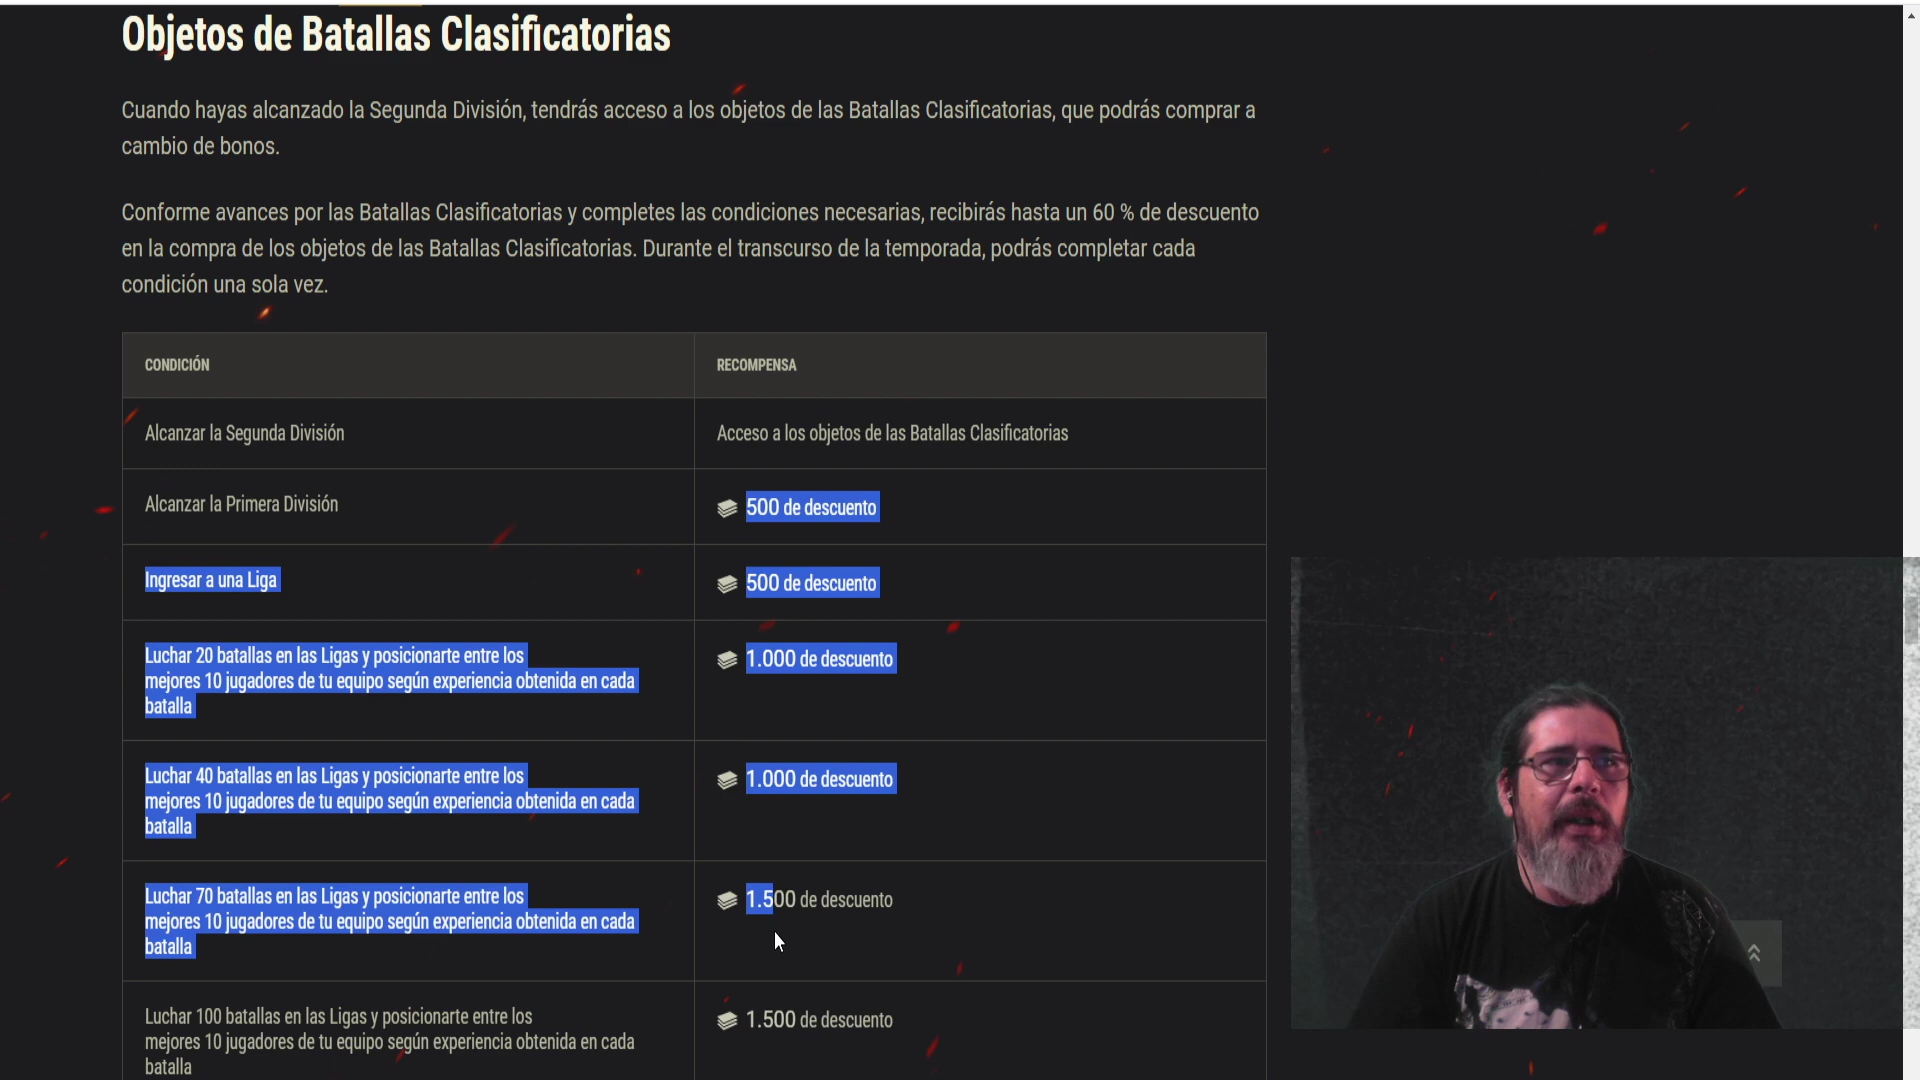 Objetos de Batallas Clasificatorias
Cuando hayas alcanzado la Segunda División, tendrás acceso a los objetos de las Batallas Clasificatorias, que podrás comprar a
cambio de bonos.
Conforme avances por las Batallas Clasificatorias y completes las condiciones necesarias, recibirás hasta un 60 % de descuento
en la compra de los objetos de las Batallas Clasificatorias. Durante el transcurso de la temporada, podrás completar cada
condición una sola vez.
CONDICIÓN
RECOMPENSA
Alcanzar la Segunda División
Acceso a los objetos de las Batallas Clasificatorias
Alcanzar la Primera División
500 de descuento
Ingresar a una Liga
500 de descuento
Luchar 20 batallas en las Ligas y posicionarte entre los
mejores 10 jugadores de tu equipo según experiencia obtenida en cada
batalla
1.000 de descuento
Luchar 40 batallas en las Ligas y posicionarte entre los
mejores 10 jugadores de tu equipo según experiencia obtenida en cada
batalla
1.000 de descuento
Luchar 70 batallas en las Ligas y posicionarte entre los
mejores 10 jugadores de tu equipo según experiencia obtenida en cada
batalla
1.500 de descuento
Luchar 100 batallas en las Ligas y posicionarte entre los
mejores 10 jugadores de tu equipo según experiencia obtenida en cada
batalla
1.500 de descuento